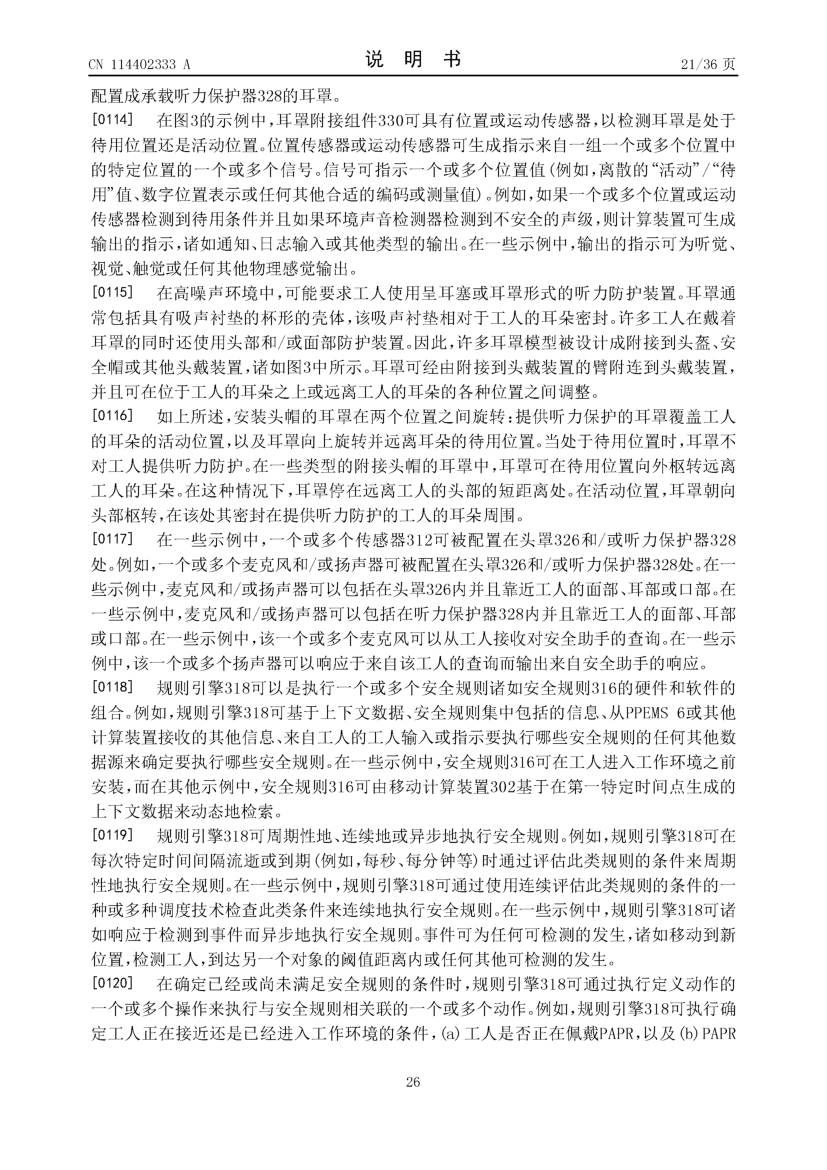 CN 114402333 A
说 明 书
21/36 页
配置成承载听力保护器328的耳罩。
[0114] 在图3的示例中,耳罩附接组件330可具有位置或运动传感器,以检测耳罩是处于
待用位置还是活动位置。位置传感器或运动传感器可生成指示来自一组一个或多个位置中
的特定位置的一个或多个信号。信号可指示一个或多个位置值(例如,离散的“活动”/“待
用”值、数字位置表示或任何其他合适的编码或测量值)。例如,如果一个或多个位置或运动
传感器检测到待用条件并且如果环境声音检测器检测到不安全的声级,则计算装置可生成
输出的指示,诸如通知、日志输入或其他类型的输出。在一些示例中,输出的指示可为听觉、
视觉、触觉或任何其他物理感觉输出。
[0115] 在高噪声环境中,可能要求工人使用呈耳塞或耳罩形式的听力防护装置。耳罩通
常包括具有吸声衬垫的杯形的壳体,该吸声衬垫相对于工人的耳朵密封。许多工人在戴着
耳罩的同时还使用头部和/或面部防护装置。因此,许多耳罩模型被设计成附接到头盔、安
全帽或其他头戴装置,诸如图3中所示。耳罩可经由附接到头戴装置的臂附连到头戴装置,
并且可在位于工人的耳朵之上或远离工人的耳朵的各种位置之间调整。
[0116] 如上所述,安装头帽的耳罩在两个位置之间旋转:提供听力保护的耳罩覆盖工人
的耳朵的活动位置,以及耳罩向上旋转并远离耳朵的待用位置。当处于待用位置时,耳罩不
对工人提供听力防护。在一些类型的附接头帽的耳罩中,耳罩可在待用位置向外枢转远离
工人的耳朵。在这种情况下,耳罩停在远离工人的头部的短距离处。在活动位置,耳罩朝向
头部枢转,在该处其密封在提供听力防护的工人的耳朵周围。
[0117] 在一些示例中,一个或多个传感器312可被配置在头罩326和/或听力保护器328
处。例如,一个或多个麦克风和/或扬声器可被配置在头罩326和/或听力保护器328处。在一
些示例中,麦克风和/或扬声器可以包括在头罩326内并且靠近工人的面部、耳部或口部。在
一些示例中,麦克风和/或扬声器可以包括在听力保护器328内并且靠近工人的面部、耳部
或口部。在一些示例中,该一个或多个麦克风可以从工人接收对安全助手的查询。在一些示
例中,该一个或多个扬声器可以响应于来自该工人的查询而输出来自安全助手的响应。
[0118] 规则引擎318可以是执行一个或多个安全规则诸如安全规则316的硬件和软件的
组合。例如,规则引擎318可基于上下文数据、安全规则集中包括的信息、从PPEMS 6或其他
计算装置接收的其他信息、来自工人的工人输入或指示要执行哪些安全规则的任何其他数
据源来确定要执行哪些安全规则。在一些示例中,安全规则316可在工人进入工作环境之前
安装,而在其他示例中,安全规则316可由移动计算装置302基于在第一特定时间点生成的
上下文数据来动态地检索。
[0119] 规则引擎318可周期性地、连续地或异步地执行安全规则。例如,规则引擎318可在
每次特定时间间隔流逝或到期(例如,每秒、每分钟等)时通过评估此类规则的条件来周期
性地执行安全规则。在一些示例中,规则引擎318可通过使用连续评估此类规则的条件的一
种或多种调度技术检查此类条件来连续地执行安全规则。在一些示例中,规则引擎318可诸
如响应于检测到事件而异步地执行安全规则。事件可为任何可检测的发生,诸如移动到新
位置,检测工人,到达另一个对象的阈值距离内或任何其他可检测的发生。
[0120] 在确定已经或尚未满足安全规则的条件时,规则引擎318可通过执行定义动作的
一个或多个操作来执行与安全规则相关联的一个或多个动作。例如,规则引擎318可执行确
定工人正在接近还是已经进入工作环境的条件,(a)工人是否正在佩戴PAPR,以及(b)PAPR
26